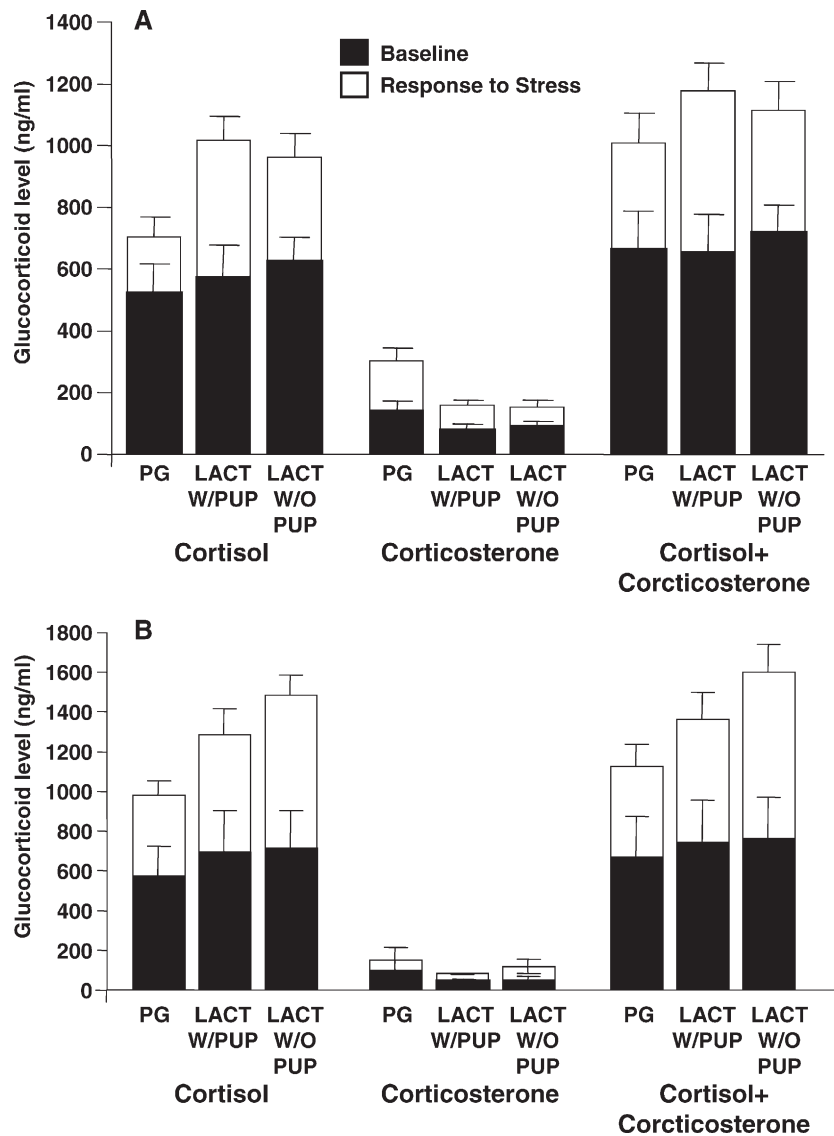 A
Baseline
Response to Stress
Glucocorticoid level (ng/ml)
1400
1200
1000
800
600
400
200
0
PG LACT LACT PG LACT LACT PG LACT LACT
W/PUP W/O W/PUP W/O W/PUP W/O
PUP PUP PUP
Cortisol Corticosterone Cortisol+
Corcticosterone
B
Glucocorticoid level (ng/ml)
1800
1600
1400
1200
1000
800
600
400
200
0
PG LACT LACT PG LACT LACT PG LACT LACT
W/PUP W/O W/PUP W/O W/PUP W/O
PUP PUP PUP
Cortisol Corticosterone Cortisol+
Corcticosterone